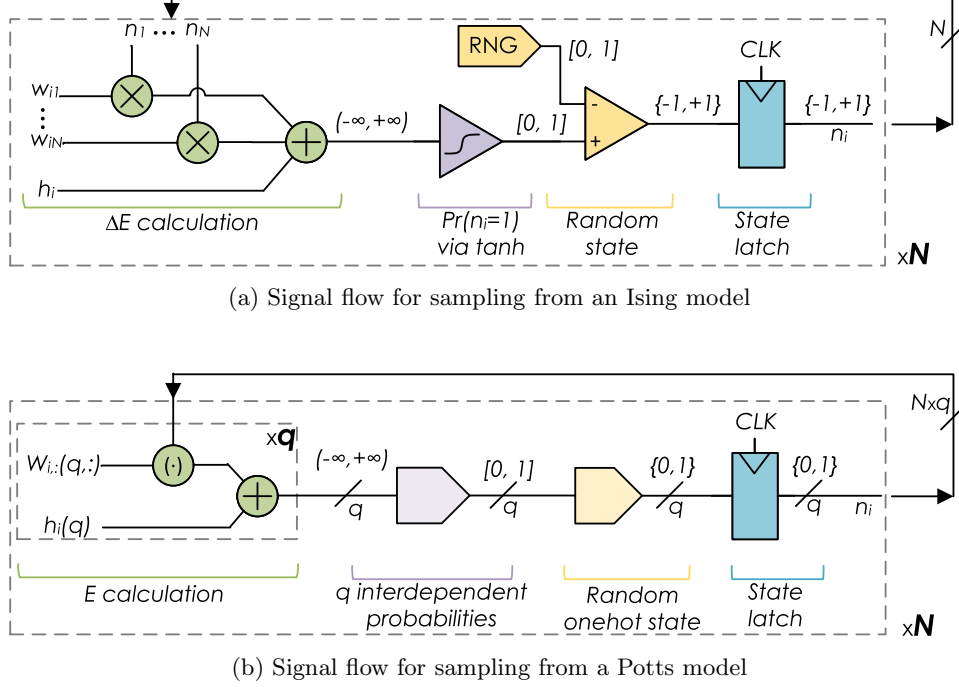 n1 ••• nN
N
RNG
[0, 1]
CLK
wi1
⋮
wiN
(-∞,+∞)
[0, 1]
-
+
{-1,+1}
{-1,+1}
ni
hi
ΔE calculation
Pr(ni=1)
via tanh
Random
state
State
latch
xN
(a) Signal flow for sampling from an Ising model
Nxq
xq
CLK
Wi,:(q,:)
(·)
(-∞,+∞)
q
[0, 1]
q
{0,1}
q
{0,1}
q
ni
hi(q)
E calculation
q interdependent
probabilities
Random
onehot state
State
latch
xN
(b) Signal flow for sampling from a Potts model